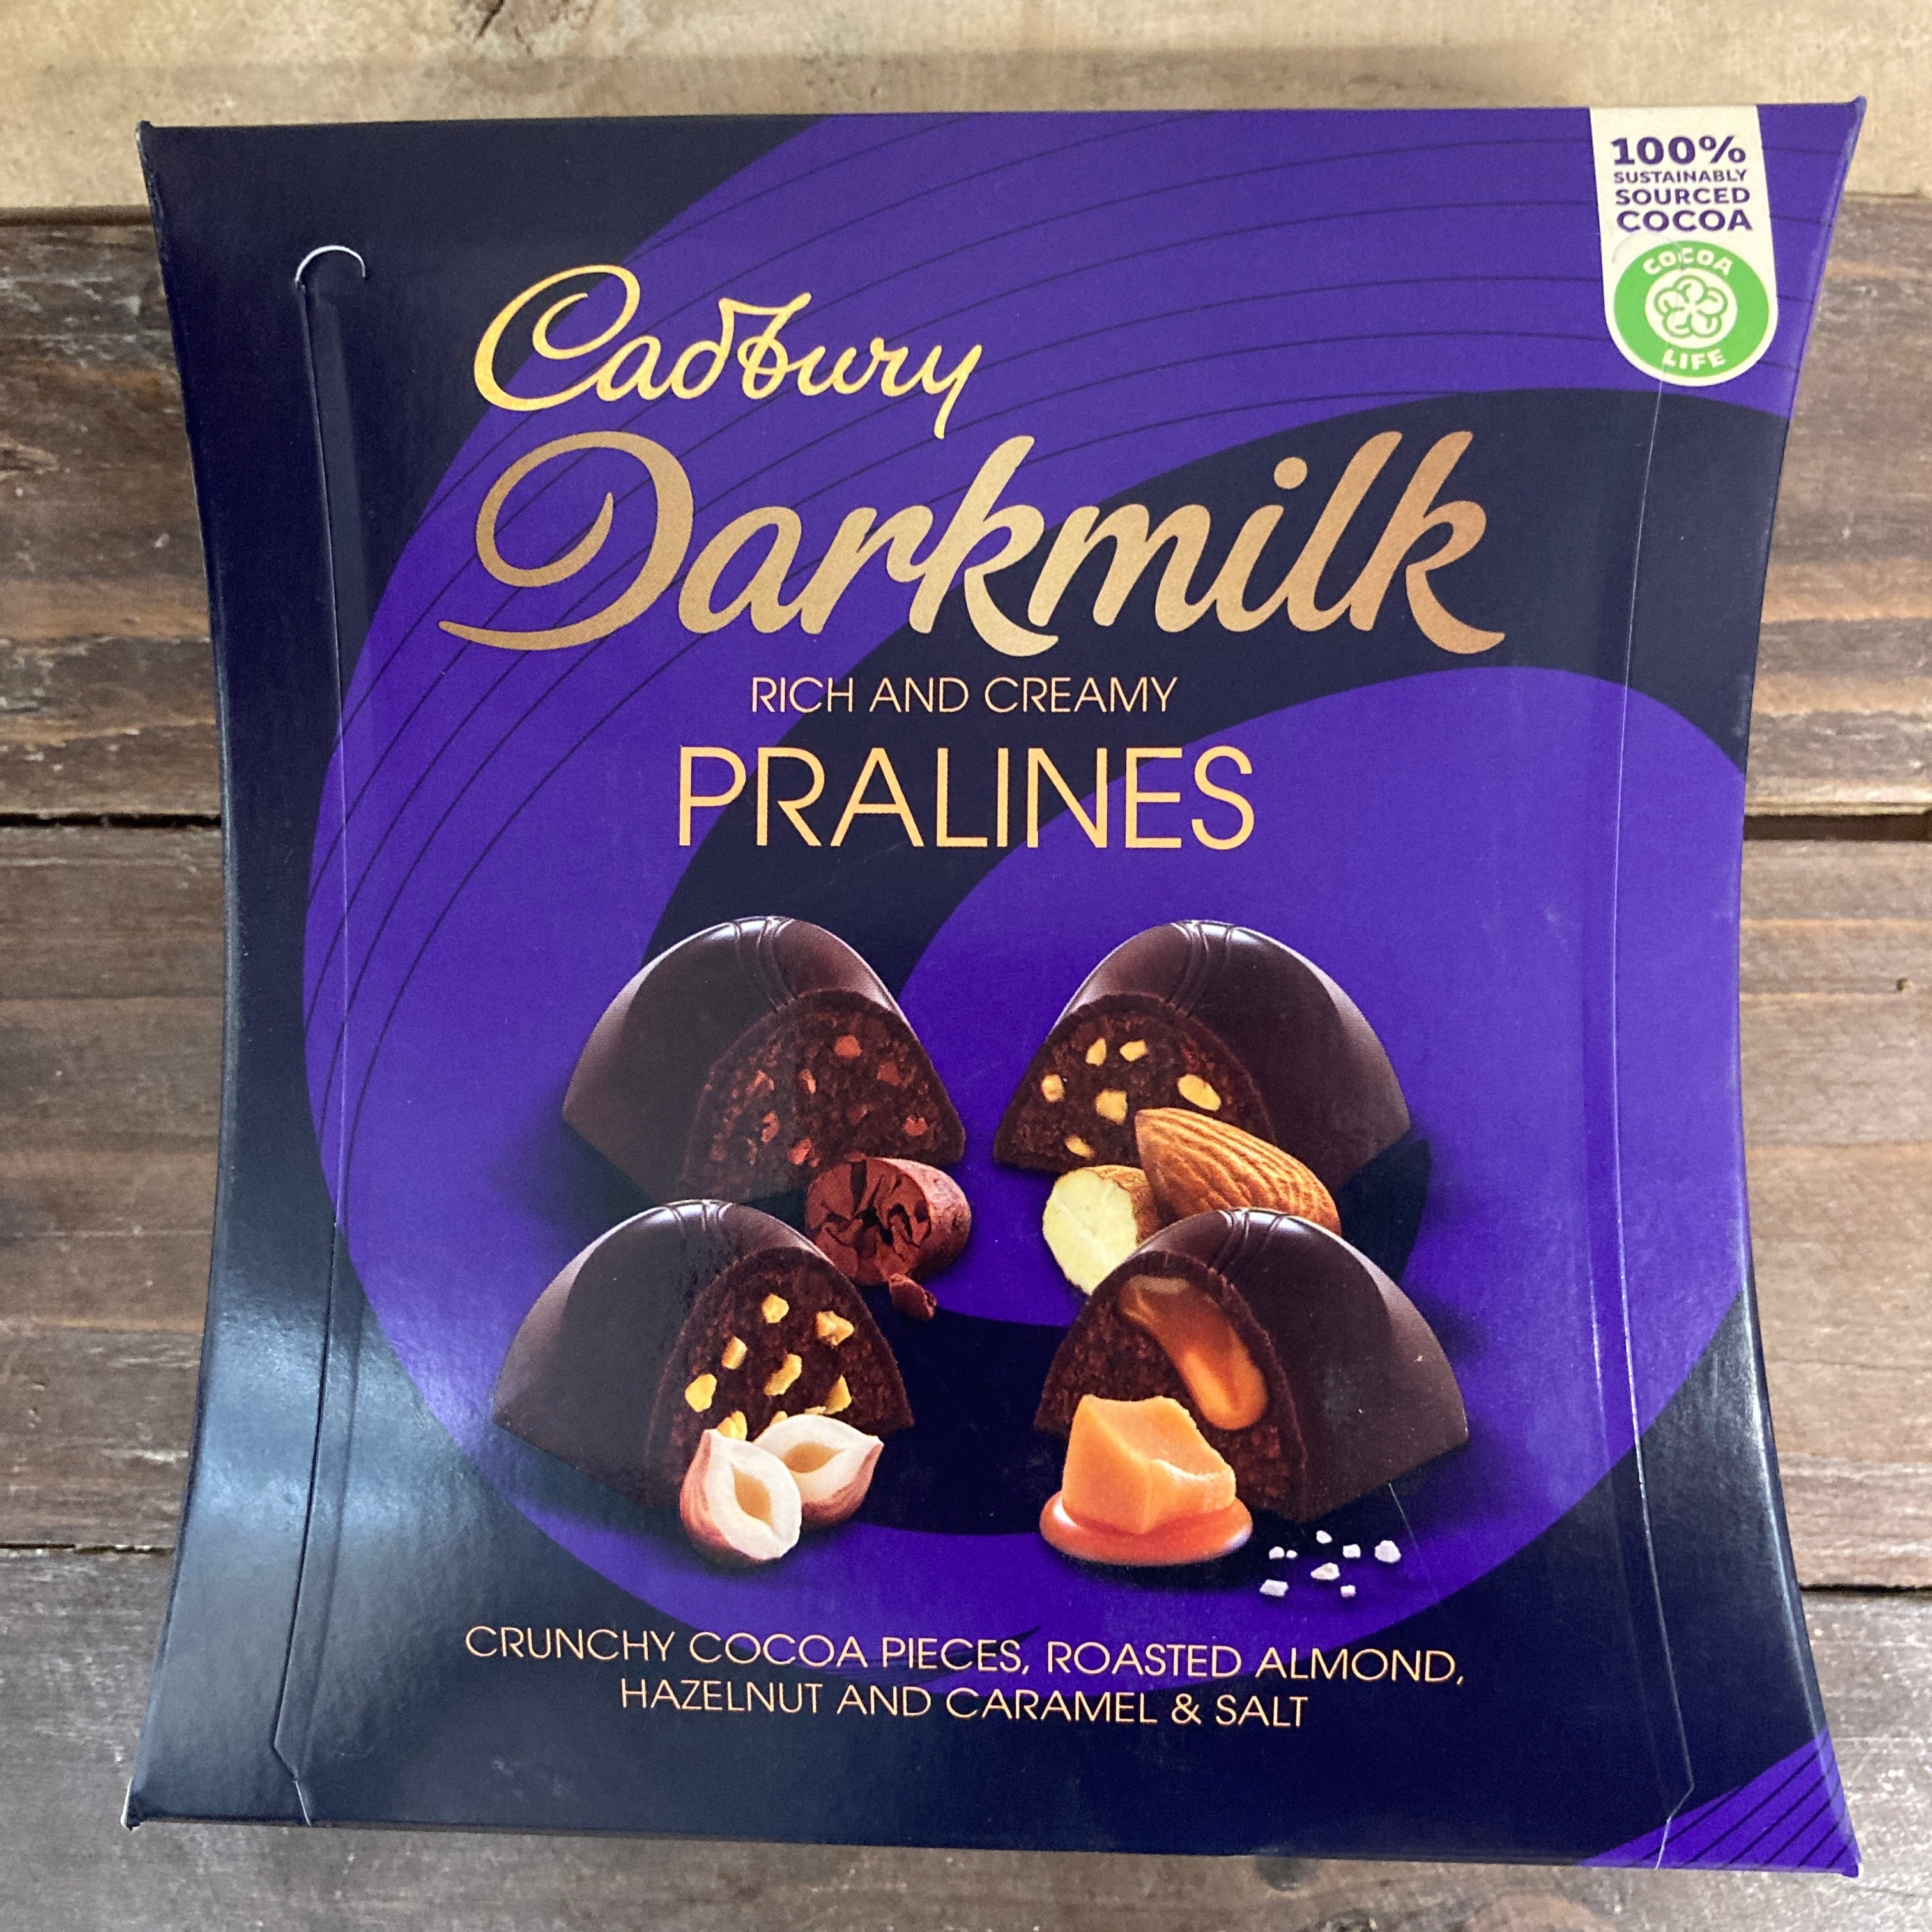 100%
SUSTAINABLY
SOURCED
COCOA
COCOA
LIFE
Cadbury
Darkmilk
RICH AND CREAMY
PRALINES
CRUNCHY COCOA PIECES, ROASTED ALMOND,
HAZELNUT AND CARAMEL & SALT